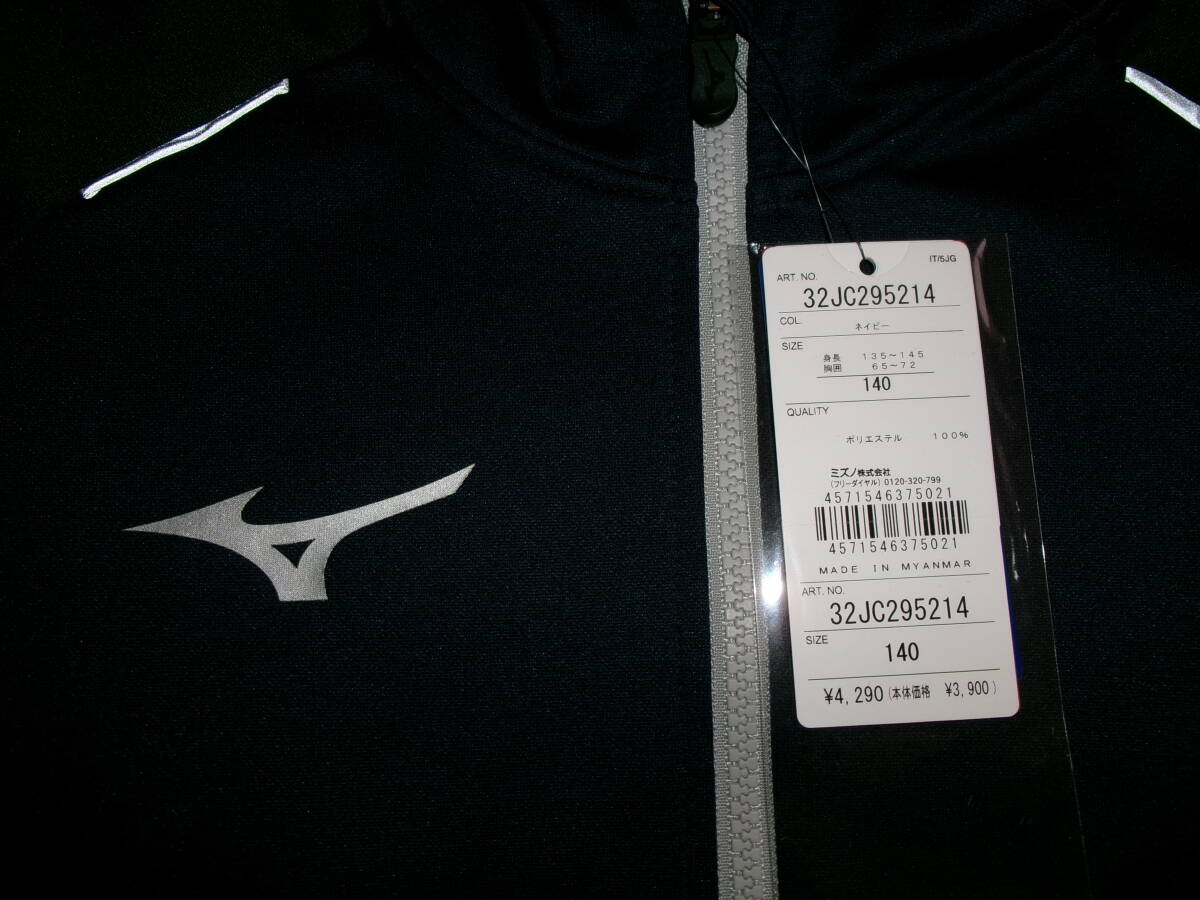 IT/5JG
ART. NO.
32JC295214
COL.
ネイビー
SIZE
身長 135~145
胸囲 65~72
140
QUALITY
ポリエステル 100%
ミズノ株式会社
(フリーダイヤル) 0120-320-799
4571546375021
4571546375021
MADE IN MYANMAR
ART. NO.
32JC295214
SIZE
140
¥4,290 (本体価格 ¥3,900)